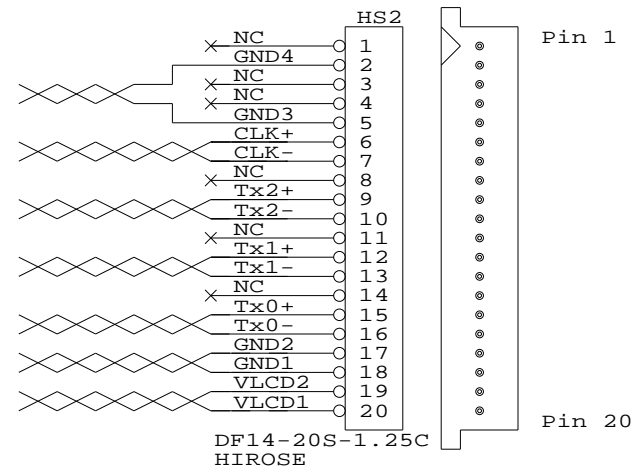 HS2
NC 1 Pin 1
GND4 2
NC 3
NC 4
GND3 5
CLK+ 6
CLK- 7
NC 8
Tx2+ 9
Tx2- 10
NC 11
Tx1+ 12
Tx1- 13
NC 14
Tx0+ 15
Tx0- 16
GND2 17
GND1 18
VLCD2 19
VLCD1 20 Pin 20
DF14-20S-1.25C
HIROSE